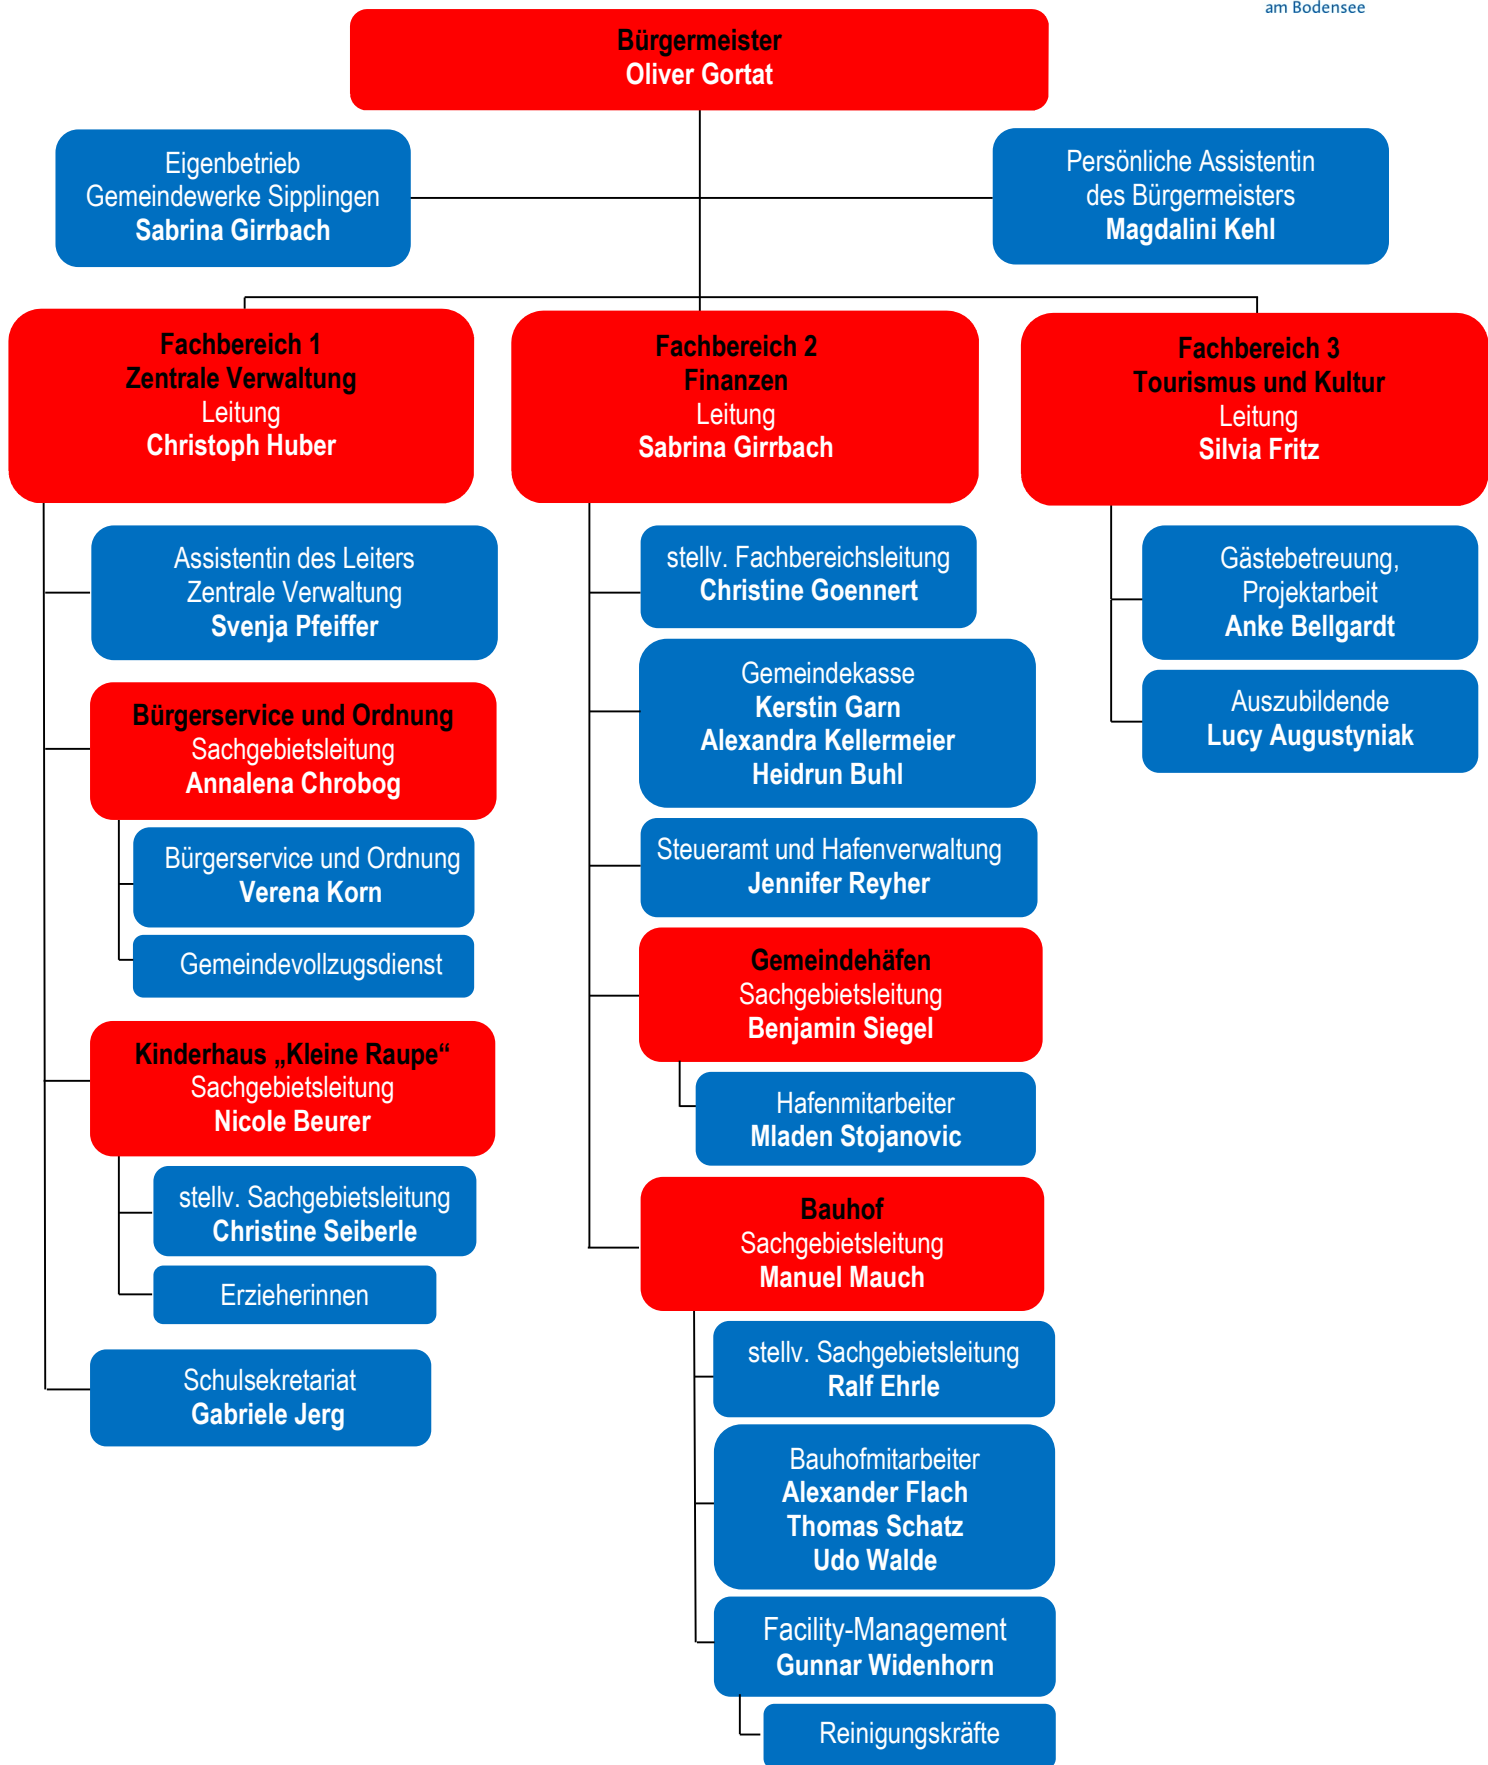 am Bodensee
Bürgermeister
Oliver Gortat
Eigenbetrieb
Gemeindewerke Sipplingen
Sabrina Girrbach
Persönliche Assistentin
des Bürgermeisters
Magdalini Kehl
Fachbereich 1
Zentrale Verwaltung
Leitung
Christoph Huber
Assistentin des Leiters
Zentrale Verwaltung
Svenja Pfeiffer
Bürgerservice und Ordnung
Sachgebietsleitung
Annalena Chrobog
Bürgerservice und Ordnung
Verena Korn
Gemeindevollzugsdienst
Kinderhaus „Kleine Raupe“
Sachgebietsleitung
Nicole Beurer
stellv. Sachgebietsleitung
Christine Seiberle
Erzieherinnen
Schulsekretariat
Gabriele Jerg
Fachbereich 2
Finanzen
Leitung
Sabrina Girrbach
stellv. Fachbereichsleitung
Christine Goennert
Gemeindekasse
Kerstin Garn
Alexandra Kellermeier
Heidrun Buhl
Steueramt und Hafenverwaltung
Jennifer Reyher
Gemeindehäfen
Sachgebietsleitung
Benjamin Siegel
Hafenmitarbeiter
Mladen Stojanovic
Bauhof
Sachgebietsleitung
Manuel Mauch
stellv. Sachgebietsleitung
Ralf Ehrle
Bauhofmitarbeiter
Alexander Flach
Thomas Schatz
Udo Walde
Facility-Management
Gunnar Widenhorn
Reinigungskräfte
Fachbereich 3
Tourismus und Kultur
Leitung
Silvia Fritz
Gästebetreuung,
Projektarbeit
Anke Bellgardt
Auszubildende
Lucy Augustyniak